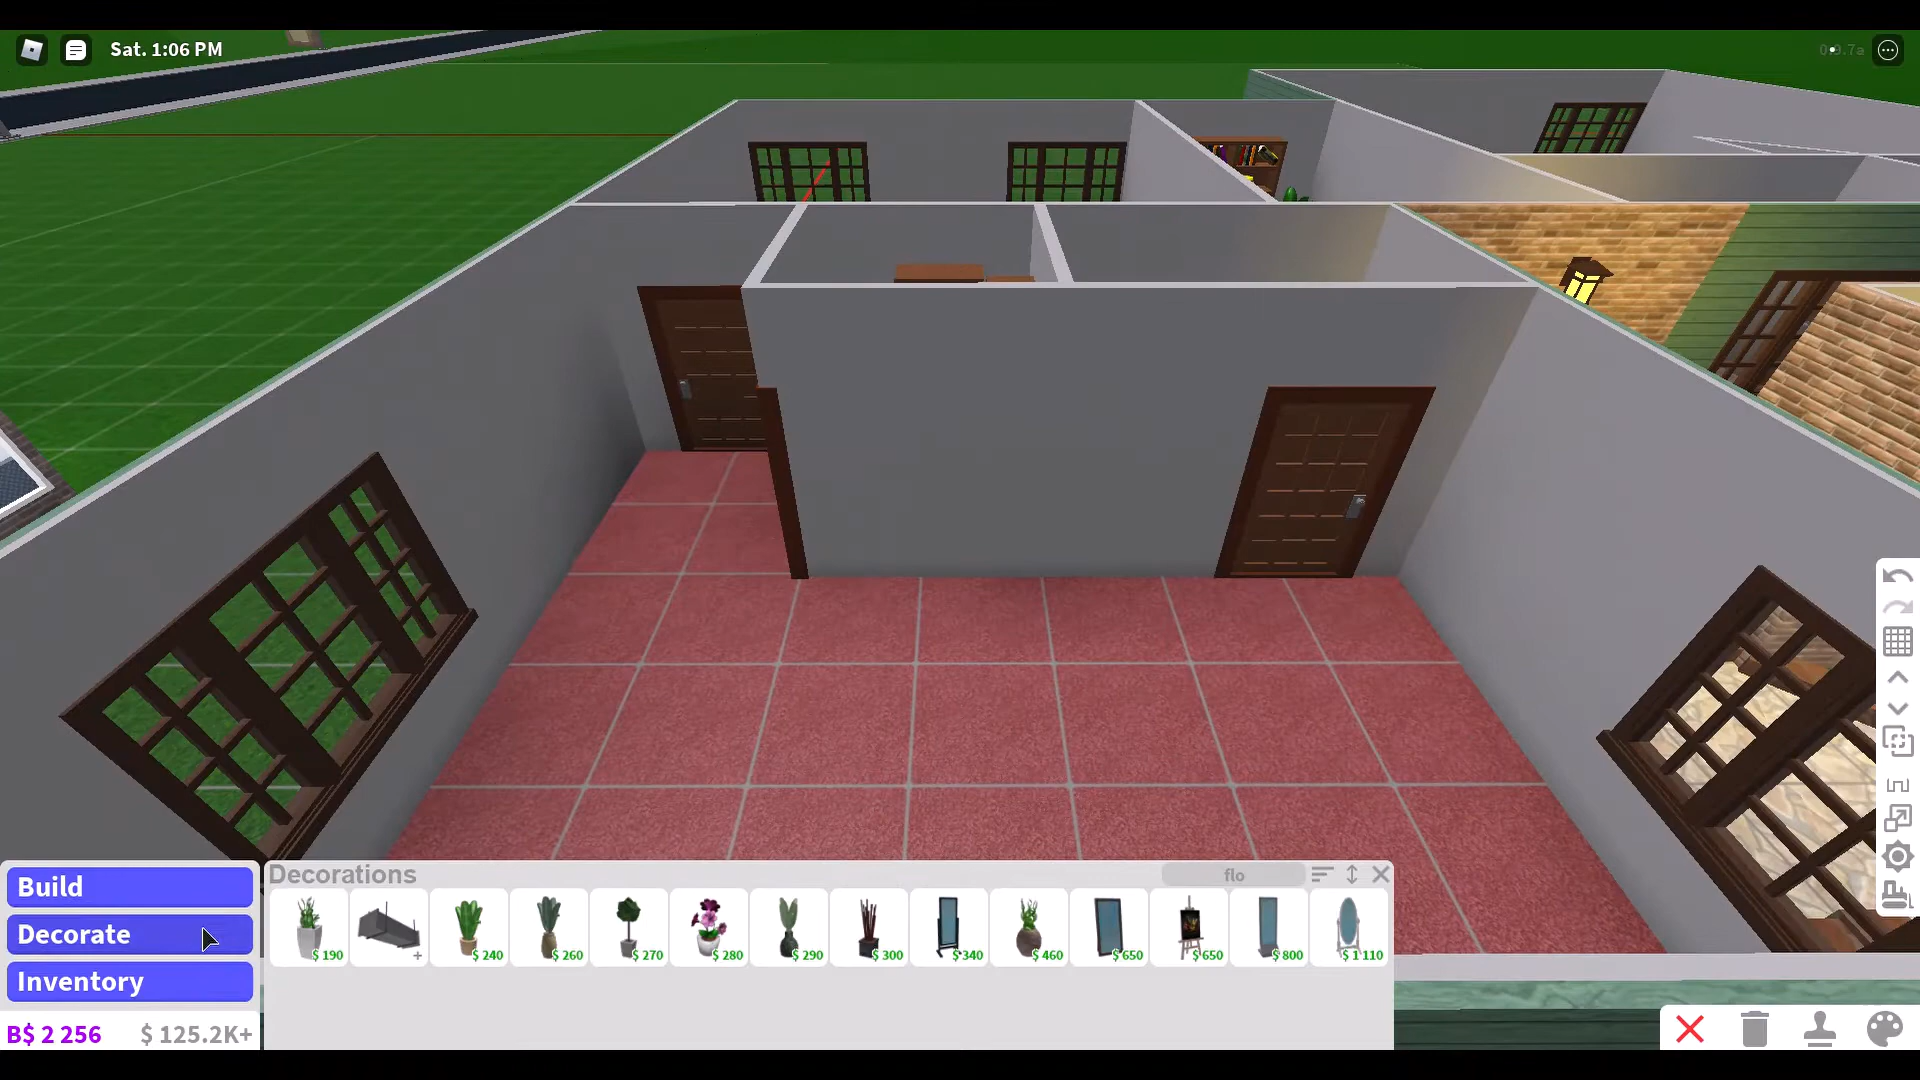 Sat. 1:06 PM
Build
Decorate
Inventory
B$ 2 256
$ 125.2K+
Decorations
flo
$ 190
+
$ 240
$ 260
$ 270
$ 280
$ 290
$ 300
$ 340
$ 460
$ 650
$ 650
$ 800
$ 1 110